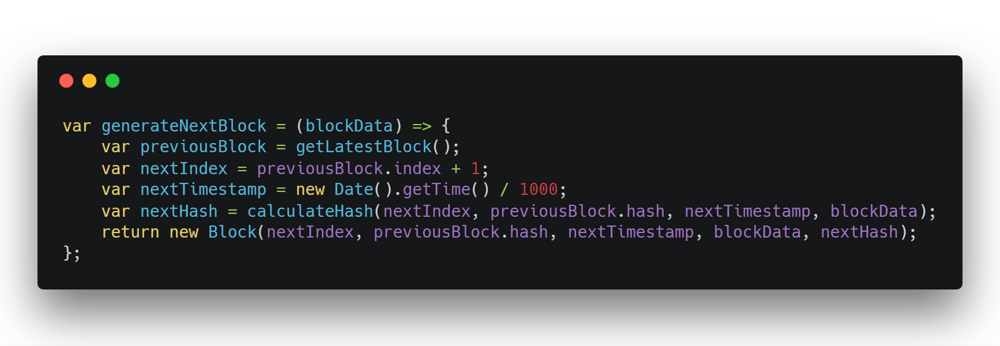 var generateNextBlock = (blockData) => {
    var previousBlock = getLatestBlock();
    var nextIndex = previousBlock.index + 1;
    var nextTimestamp = new Date().getTime() / 1000;
    var nextHash = calculateHash(nextIndex, previousBlock.hash, nextTimestamp, blockData);
    return new Block(nextIndex, previousBlock.hash, nextTimestamp, blockData, nextHash);
};